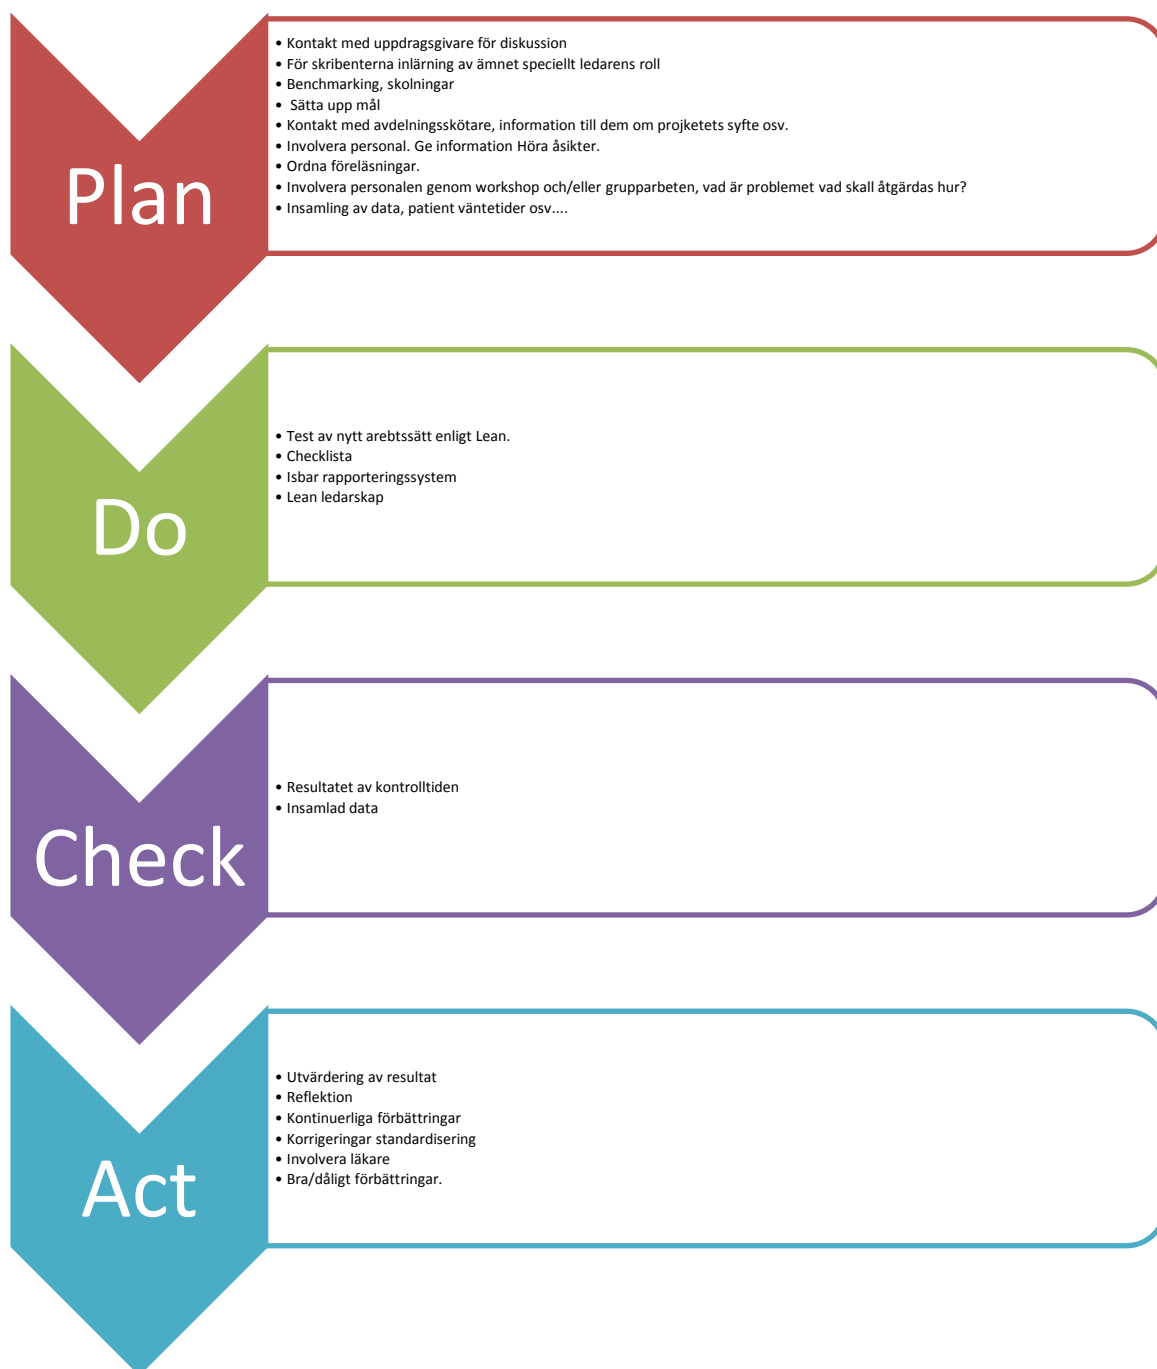 Plan
• Kontakt med uppdragsgivare för diskussion
• För skribenterna inlärning av ämnet speciellt ledarens roll
• Benchmarking, skolningar
• Sätta upp mål
• Kontakt med avdelningsskötare, information till dem om projketets syfte osv.
• Involvera personal. Ge information Höra åsikter.
• Ordna föreläsningar.
• Involvera personalen genom workshop och/eller grupparbeten, vad är problemet vad skall åtgärdas hur?
• Insamling av data, patient väntetider osv....
Do
• Test av nytt arebtssätt enligt Lean.
• Checklista
• Isbar rapporteringssystem
• Lean ledarskap
Check
• Resultatet av kontrolltiden
• Insamlad data
Act
• Utvärdering av resultat
• Reflektion
• Kontinuerliga förbättringar
• Korrigeringar standardisering
• Involvera läkare
• Bra/dåligt förbättringar.